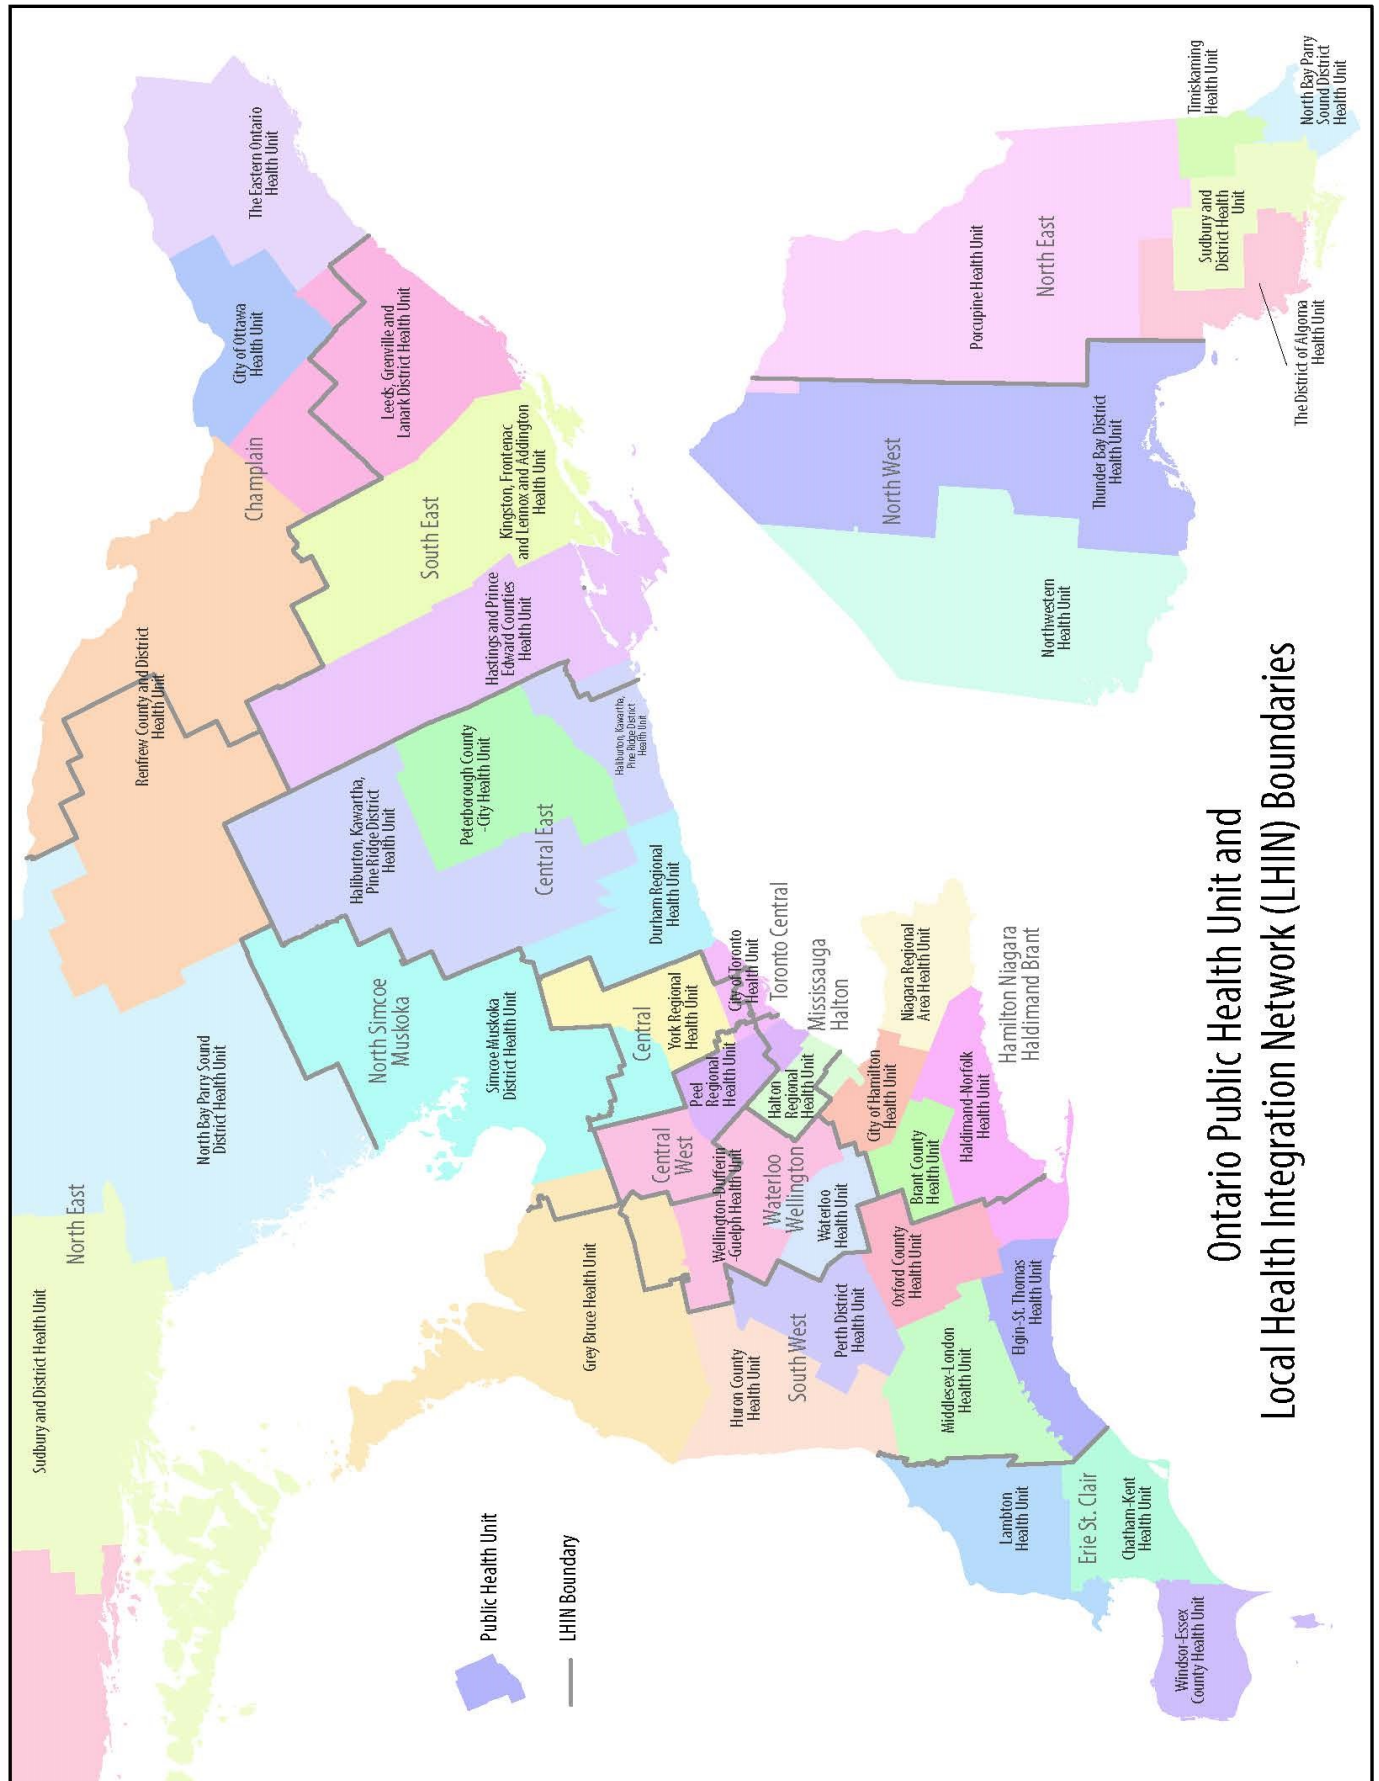 Ontario Public Health Unit and
Local Health Integration Network (LHIN) Boundaries
Public Health Unit
LHIN Boundary
Sudbury and District Health Unit
North East
North Bay Parry Sound
District Health Unit
Renfrew County and District
Health Unit
Champlain
City of Ottawa
Health Unit
The Eastern Ontario
Health Unit
Leeds, Grenville and
Lanark District Health Unit
South East
Kingston, Frontenac
and Lennox and Addington
Health Unit
Hastings and Prince
Edward Counties
Health Unit
Haliburton, Kawartha,
Pine Ridge District
Health Unit
Peterborough County
-City Health Unit
Central East
Haliburton, Kawartha,
Pine Ridge District
Health Unit
Durham Regional
Health Unit
North Simcoe
Muskoka
Simcoe Muskoka
District Health Unit
Central
York Regional
Health Unit
City of Toronto
Health Unit
Toronto Central
Peel
Regional
Health Unit
Mississauga
Halton
Halton
Regional
Health Unit
Central
West
Wellington-Dufferin
-Guelph Health Unit
Waterloo
Wellington
Waterloo
Health Unit
Grey Bruce Health Unit
Huron County
Health Unit
South West
Perth District
Health Unit
Oxford County
Health Unit
Brant County
Health Unit
City of Hamilton
Health Unit
Niagara Regional
Area Health Unit
Haldimand-Norfolk
Health Unit
Hamilton Niagara
Haldimand Brant
Middlesex-London
Health Unit
Elgin-St. Thomas
Health Unit
Lambton
Health Unit
Erie St. Clair
Chatham-Kent
Health Unit
Windsor-Essex
County Health Unit
North West
Northwestern
Health Unit
Thunder Bay District
Health Unit
Porcupine Health Unit
North East
The District of Algoma
Health Unit
Sudbury and
District Health
Unit
Timiskaming
Health Unit
North Bay Parry
Sound District
Health Unit